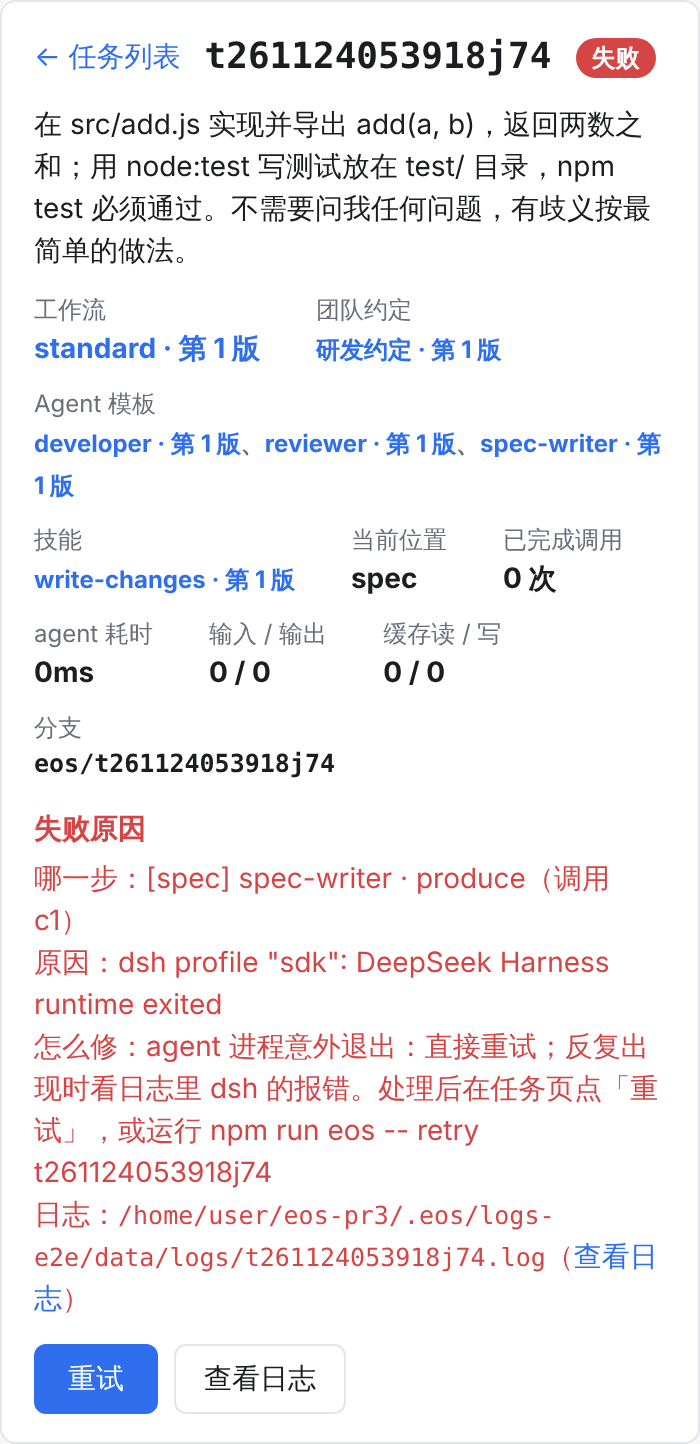 ← 任务列表 t261124053918j74 失败
在 src/add.js 实现并导出 add(a, b)，返回两数之
和；用 node:test 写测试放在 test/ 目录，npm
test 必须通过。不需要问我任何问题，有歧义按最
简单的做法。
工作流 团队约定
standard · 第 1 版 研发约定 · 第 1 版
Agent 模板
developer · 第 1 版、reviewer · 第 1 版、spec-writer · 第
1 版
技能 当前位置 已完成调用
write-changes · 第 1 版 spec 0 次
agent 耗时 输入 / 输出 缓存读 / 写
0ms 0 / 0 0 / 0
分支
eos/t261124053918j74
失败原因
哪一步：[spec] spec-writer · produce（调用
c1）
原因：dsh profile "sdk": DeepSeek Harness
runtime exited
怎么修：agent 进程意外退出：直接重试；反复出
现时看日志里 dsh 的报错。处理后在任务页点「重
试」，或运行 npm run eos -- retry
t261124053918j74
日志：/home/user/eos-pr3/.eos/logs-
e2e/data/logs/t261124053918j74.log（查看日
志）
重试 查看日志